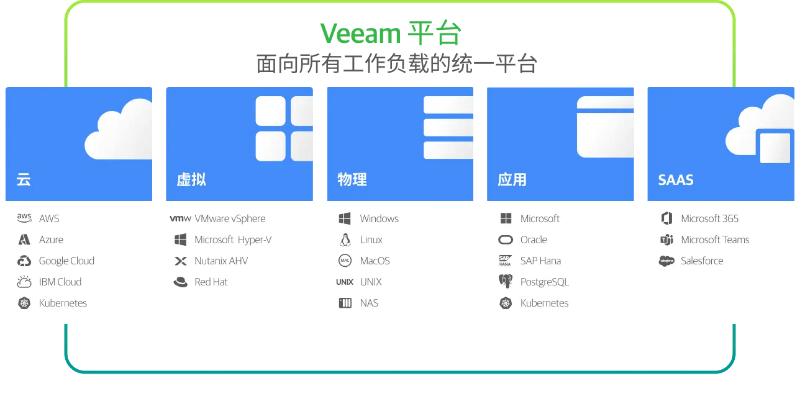 Veeam 平台
面向所有工作负载的统一平台
云
aws AWS
Azure
Google Cloud
IBM Cloud
Kubernetes
虚拟
vmw VMware vSphere
Microsoft Hyper-V
Nutanix AHV
Red Hat
物理
Windows
Linux
MacOS
UNIX UNIX
NAS
应用
Microsoft
Oracle
SAP HANA SAP Hana
PostgreSQL
Kubernetes
SAAS
Microsoft 365
Microsoft Teams
Salesforce